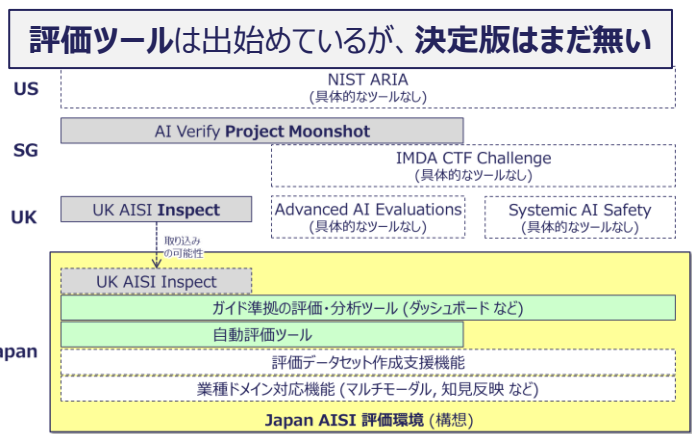 評価ツールは出始めているが、決定版はまだ無い
US
NIST ARIA
(具体的なツールなし)
SG
AI Verify Project Moonshot
IMDA CTF Challenge
(具体的なツールなし)
UK
UK AISI Inspect
Advanced AI Evaluations
(具体的なツールなし)
Systemic AI Safety
(具体的なツールなし)
取り込み
の可能性
UK AISI Inspect
ガイド準拠の評価・分析ツール (ダッシュボード など)
自動評価ツール
apan
評価データセット作成支援機能
業種ドメイン対応機能 (マルチモーダル, 知見反映 など)
Japan AISI 評価環境 (構想)